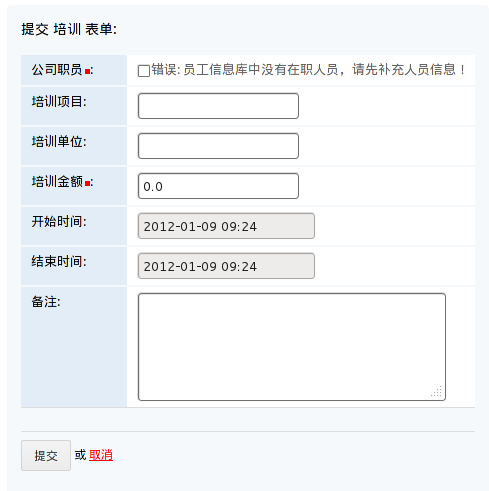 提交 培训 表单:
公司职员 : 错误: 员工信息库中没有在职人员，请先补充人员信息！
培训项目:
培训单位:
培训金额 : 0.0
开始时间: 2012-01-09 09:24
结束时间: 2012-01-09 09:24
备注:
提交 或 取消